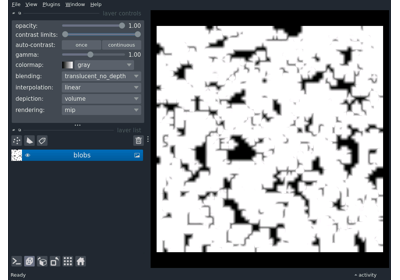 File View Plugins Window Help
layer controls
opacity: 1.00
contrast limits:
auto-contrast: once continuous
gamma: 1.00
colormap: gray
blending: translucent_no_depth
interpolation: linear
depiction: volume
rendering: mip
layer list
blobs
Ready
activity